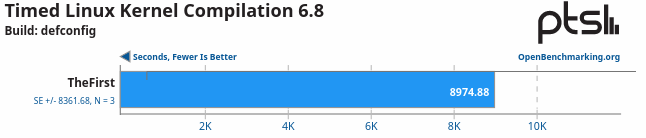 Timed Linux Kernel Compilation 6.8
Build: defconfig
ptsl
Seconds, Fewer Is Better
OpenBenchmarking.org
TheFirst
SE +/- 8361.68, N = 3
8974.88
2K 4K 6K 8K 10K